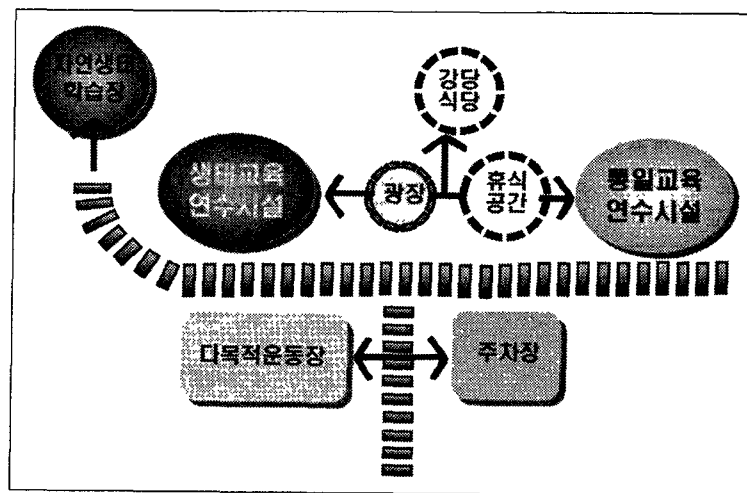 자연생태
학습장
강당
식당
생태교육
연수시설
광장
휴식
공간
통일교육
연수시설
다목적운동장
주차장